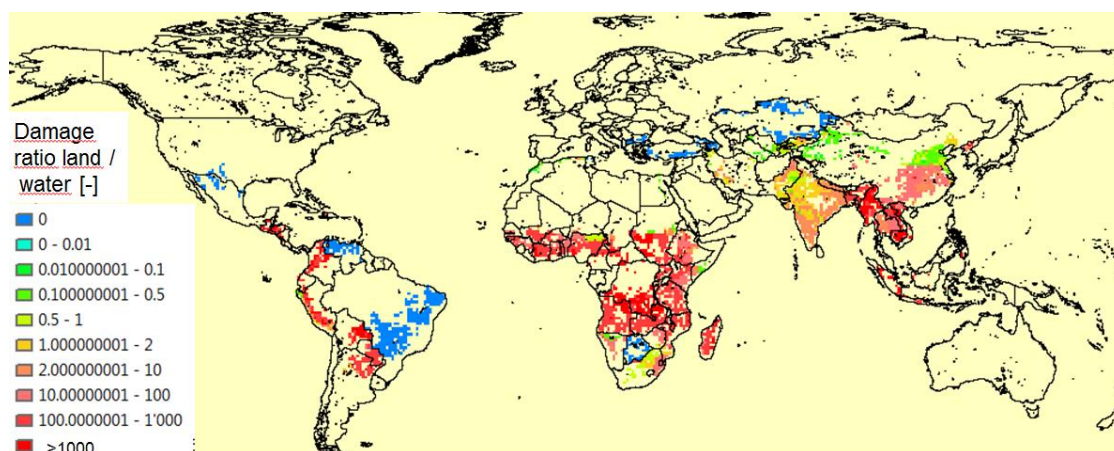 Damage
ratio land /
water [-]
0
0 - 0.01
0.010000001 - 0.1
0.100000001 - 0.5
0.5 - 1
1.000000001 - 2
2.000000001 - 10
10.00000001 - 100
100.0000001 - 1'000
>1000